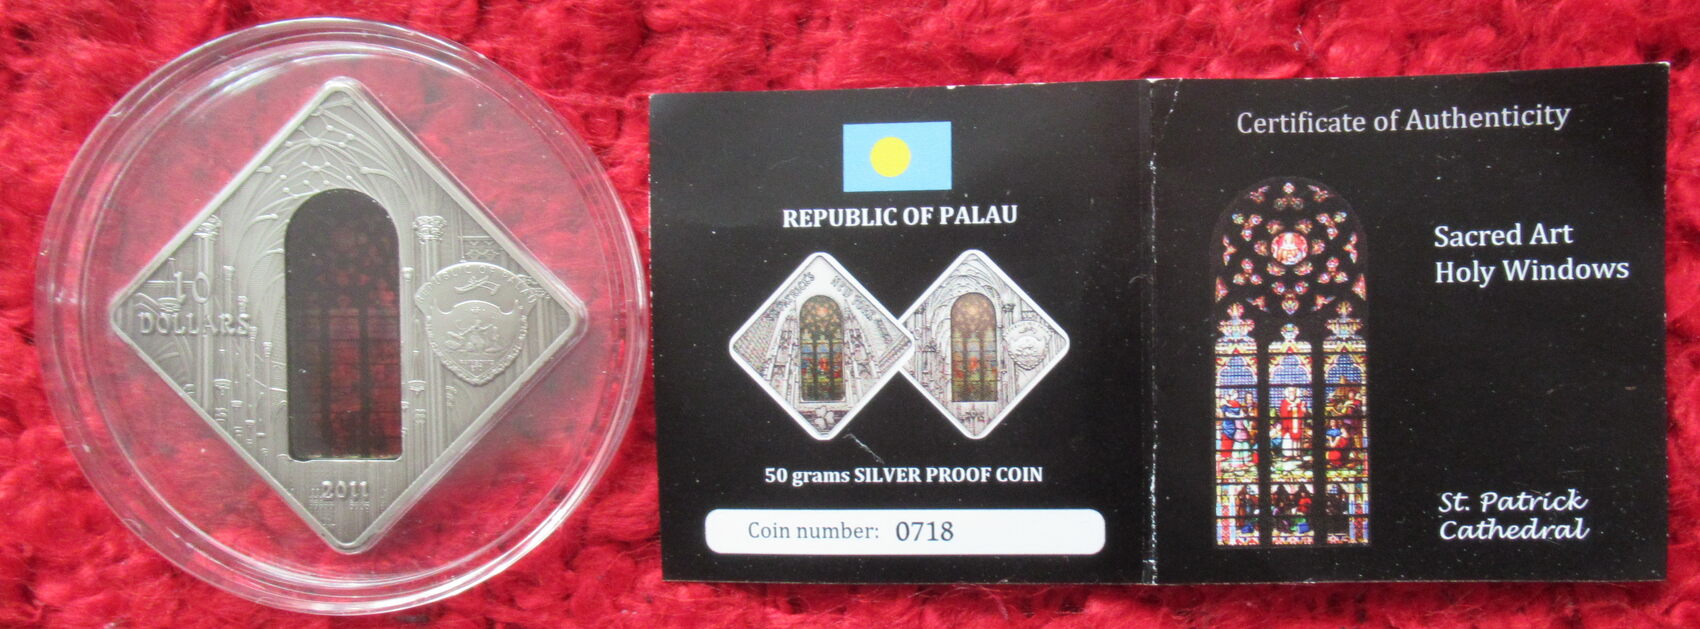 10
DOLLARS
2011
REPUBLIC OF PALAU
50 grams SILVER PROOF COIN
Coin number: 0718
Certificate of Authenticity
Sacred Art
Holy Windows
St. Patrick
Cathedral